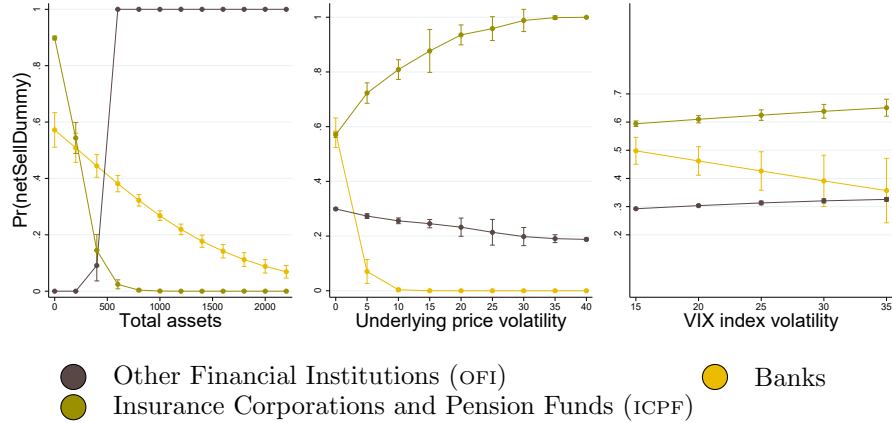 Pr(netSellDummy)
0 .2 .4 .6 .8 1
0 500 1000 1500 2000
Total assets
0 .2 .4 .6 .8 1
0 5 10 15 20 25 30 35 40
Underlying price volatility
.2 .3 .4 .5 .6 .7
15 20 25 30 35
VIX index volatility
Other Financial Institutions (OFI) Banks
Insurance Corporations and Pension Funds (ICPF)